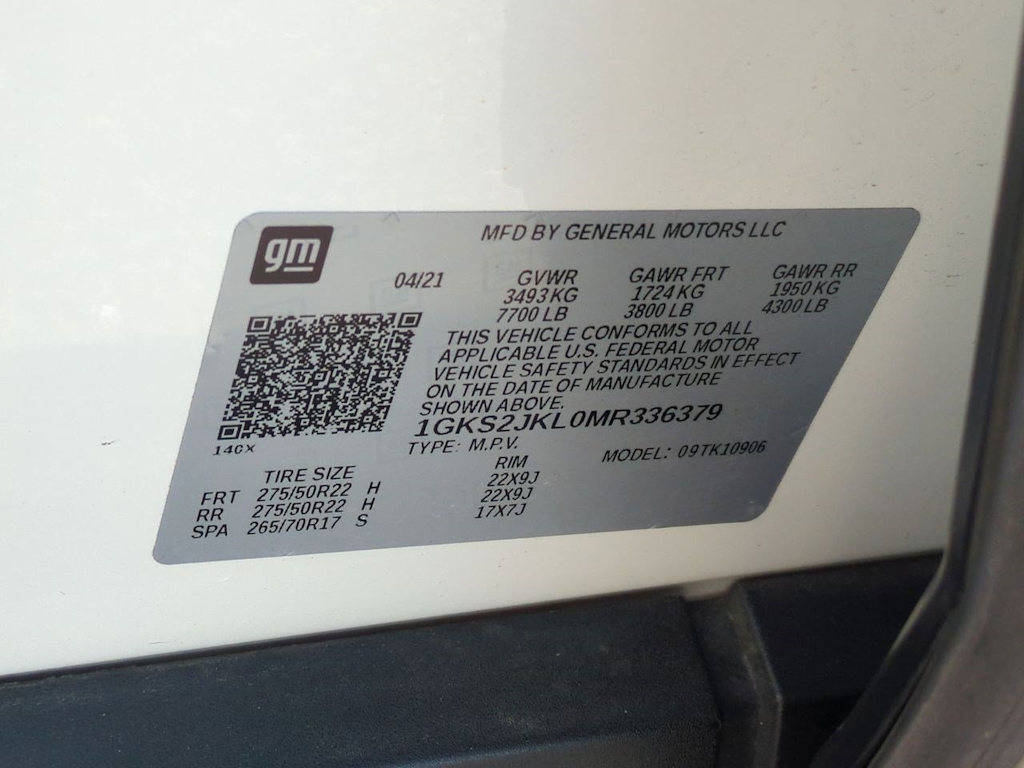 gm
MFD BY GENERAL MOTORS LLC
04/21 GVWR GAWR FRT GAWR RR
3493 KG 1724 KG 1950 KG
7700 LB 3800 LB 4300 LB
THIS VEHICLE CONFORMS TO ALL
APPLICABLE U.S. FEDERAL MOTOR
VEHICLE SAFETY STANDARDS IN EFFECT
ON THE DATE OF MANUFACTURE
SHOWN ABOVE.
1GKS2JKL0MR336379
TYPE: M.P.V. MODEL: 09TK10906
14GX
TIRE SIZE RIM
FRT 275/50R22 H 22X9J
RR 275/50R22 H 22X9J
SPA 265/70R17 S 17X7J